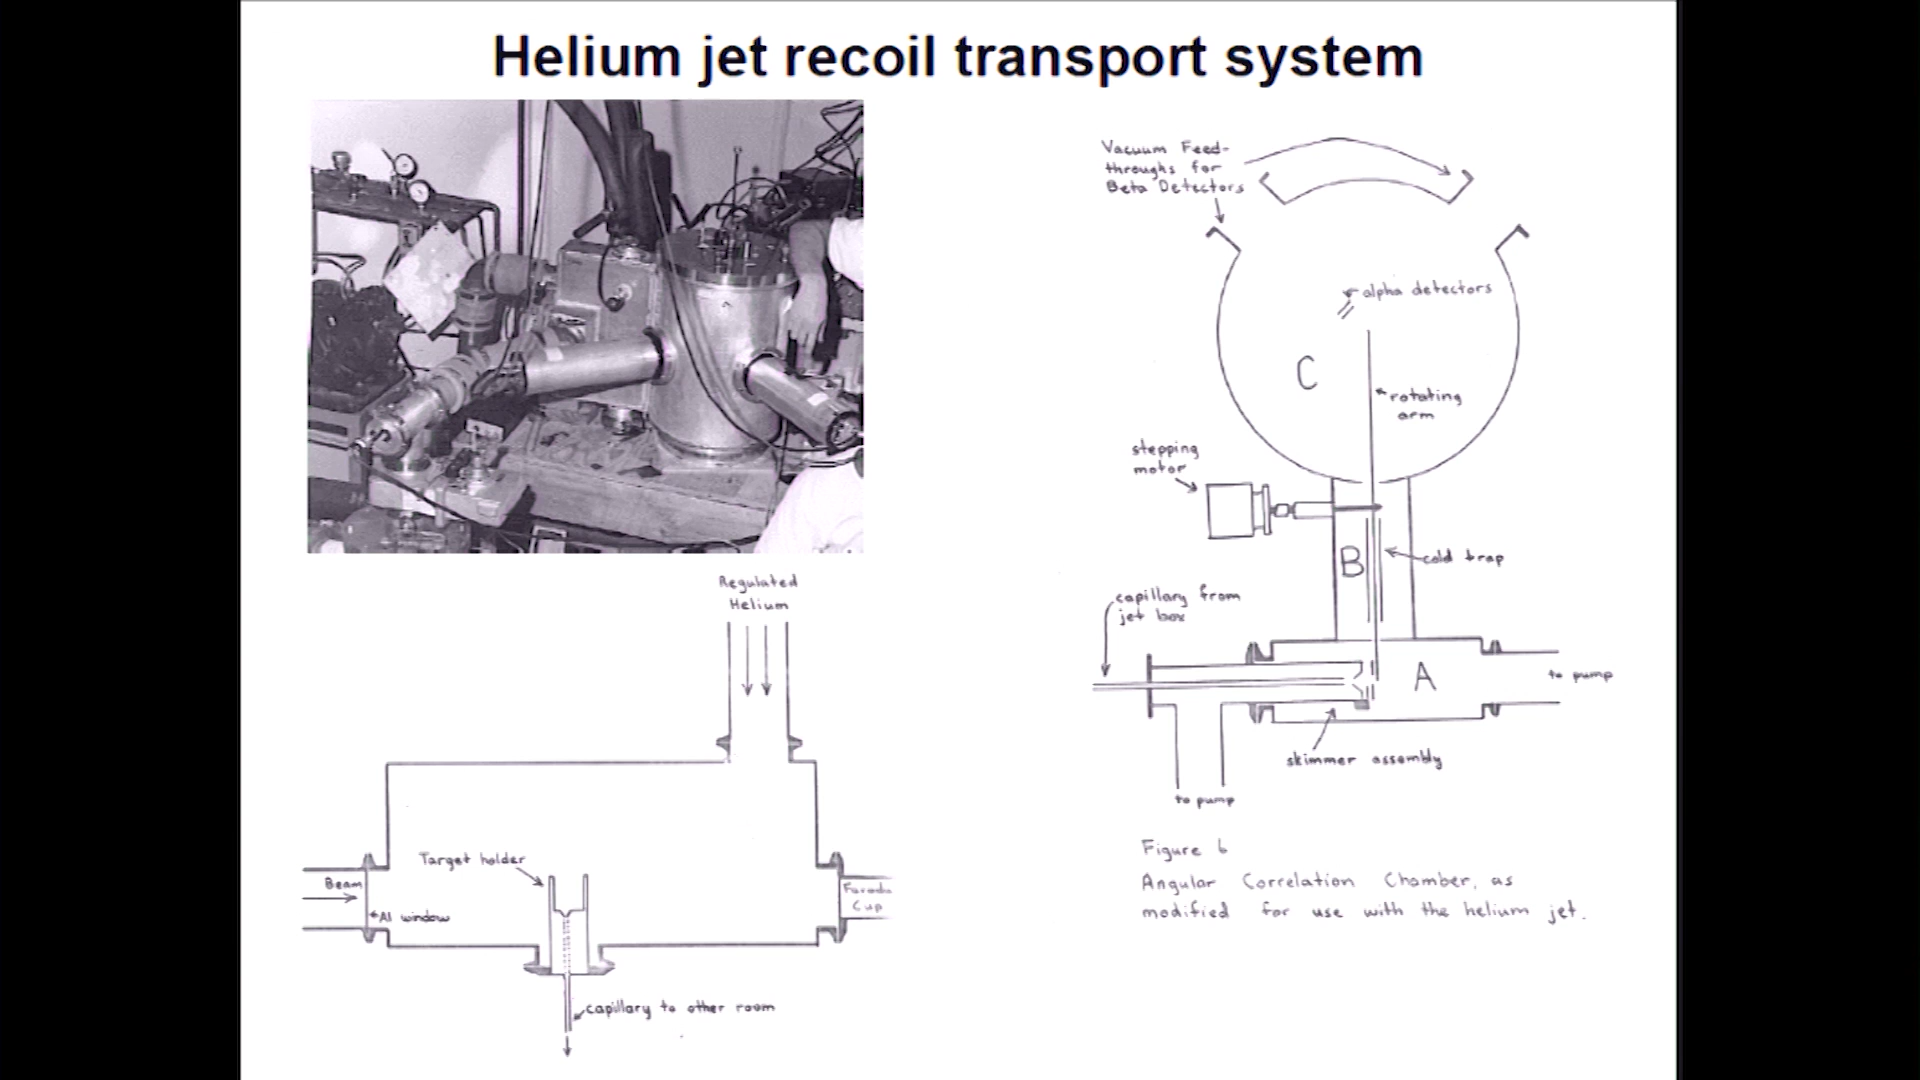 Helium jet recoil transport system
Vacuum Feed-
throughs for
Beta Detectors
alpha detectors
C
rotating
arm
stepping
motor
B
cold trap
capillary from
jet box
A
to pump
skimmer assembly
to pump
Figure 6
Angular Correlation Chamber, as
modified for use with the helium jet.
Regulated
Helium
Target holder
Beam
Al window
Cup
capillary to other room